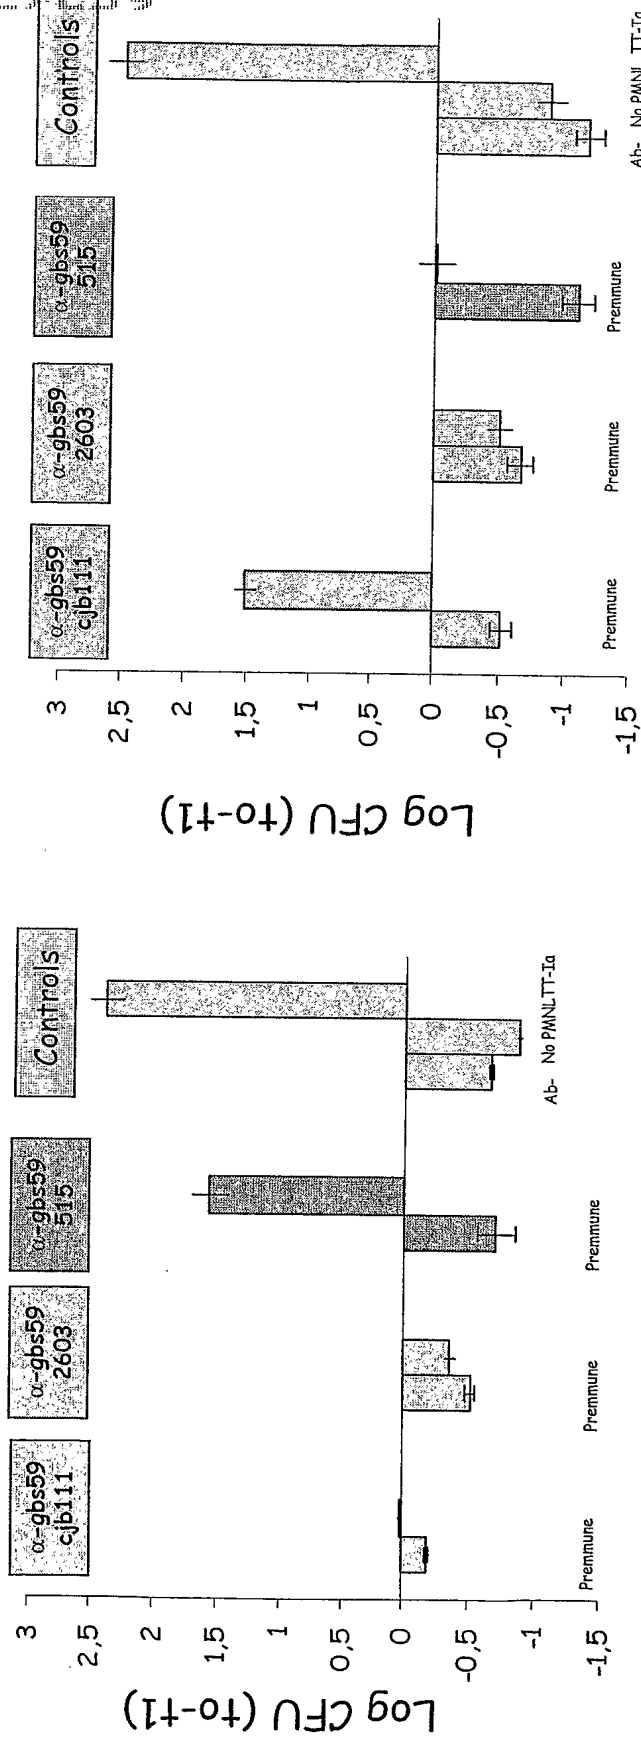 α-gbs59
cjb111
α-gbs59
2603
α-gbs59
515
Controls
3
2,5
2
1,5
1
0,5
0
-0,5
-1
-1,5
Log CFU (to-t1)
Premmune
Premmune
Premmune
Ab- No PMNLTT-Ia
α-gbs59
cjb111
α-gbs59
2603
α-gbs59
515
Controls
3
2,5
2
1,5
1
0,5
0
-0,5
-1
-1,5
Log CFU (to-t1)
Premmune
Premmune
Premmune
Ab- No PMNL TT-Ia